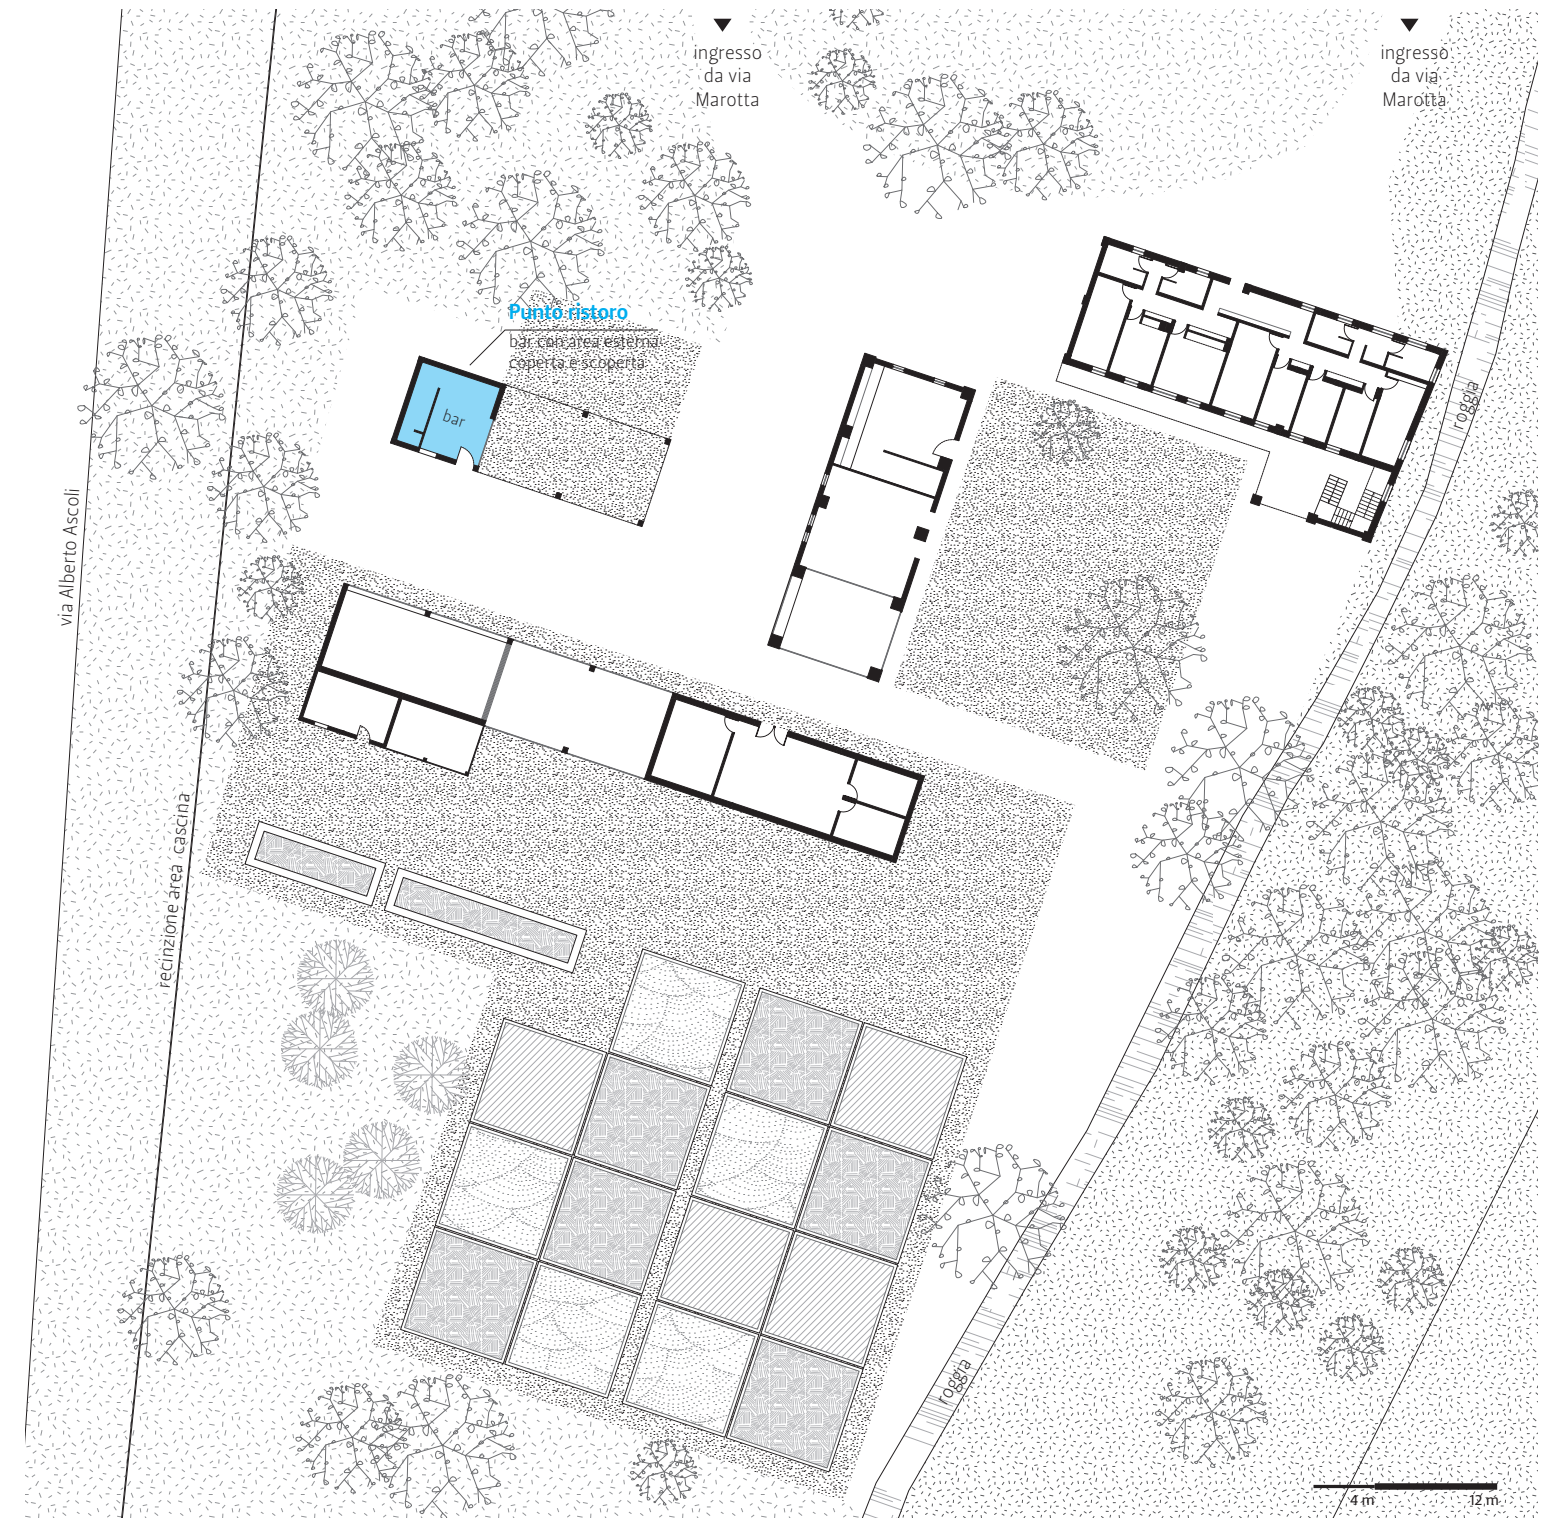 ingresso
da via
Marotta
ingresso
da via
Marotta
Punto ristoro
bar con area esterna
coperta e scoperta
bar
roggia
via Alberto Ascoli
recinzione area cascina
roggia
4 m
12 m